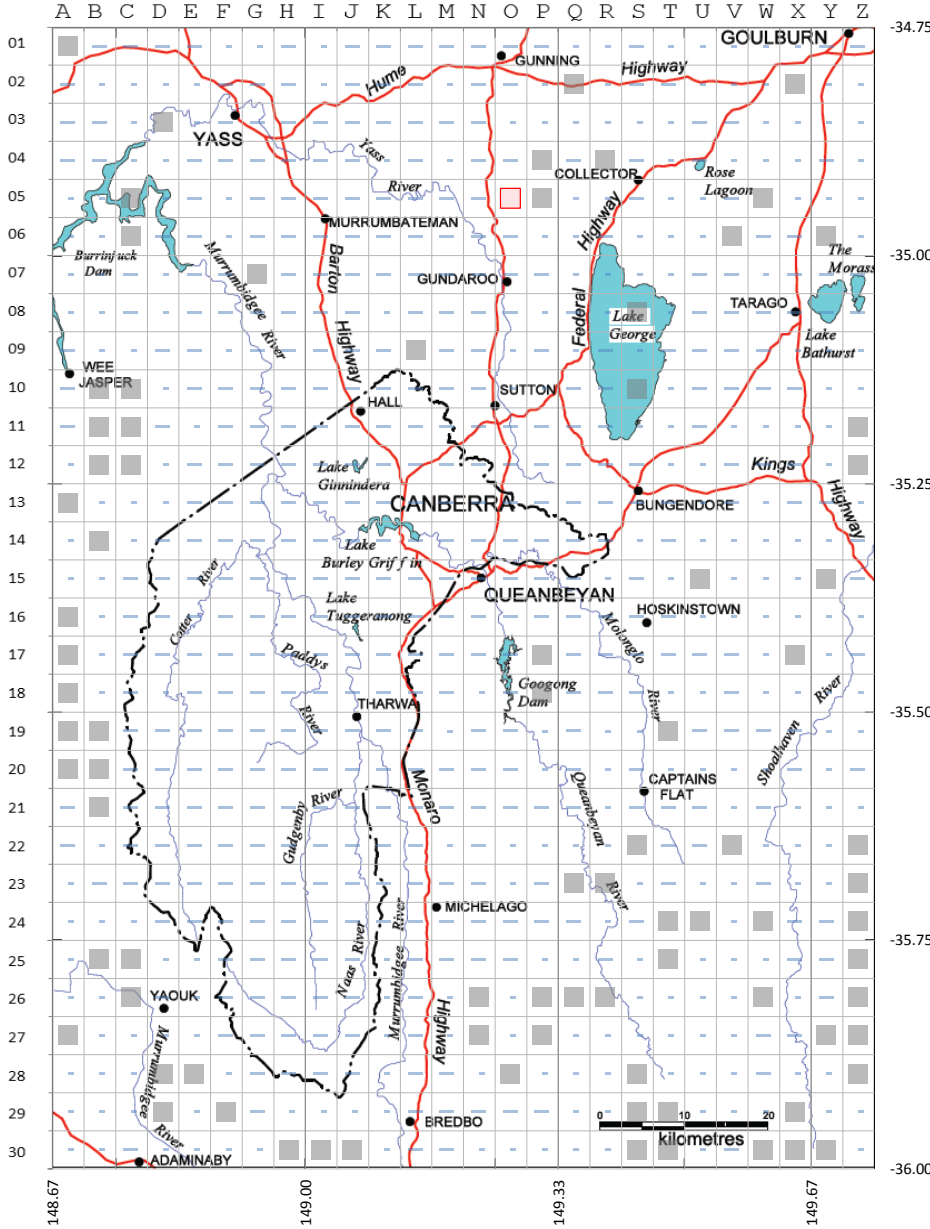 A B C D E F G H I J K L M N O P Q R S T U V W X Y Z
01
02
03
04
05
06
07
08
09
10
11
12
13
14
15
16
17
18
19
20
21
22
23
24
25
26
27
28
29
30
-34.75
-35.00
-35.25
-35.50
-35.75
-36.00
148.67
149.00
149.33
149.67
GOULBURN
GUNNING
Hume
Highway
YASS
Yass
River
COLLECTOR
Rose
Lagoon
MURRUMBATEMAN
Burrinjuck
Dam
Murrumbidgee
River
Barton
Highway
GUNDAROO
Federal
Highway
The
Morass
TARAGO
Lake
George
Lake
Bathurst
WEE
JASPER
HALL
SUTTON
Lake
Ginnindera
Kings
Highway
CANBERRA
BUNGENDORE
Lake
Burley Griffin
QUEANBEYAN
Cotter
River
Lake
Tuggeranong
HOSKINSTOWN
Molonglo
River
Paddys
River
Googong
Dam
THARWA
Shoalhaven
River
Monaro
Highway
Queanbeyan
River
CAPTAINS
FLAT
Gudgenby
River
MICHELAGO
Naas
River
Murrumbidgee
River
YAOUK
Murrumbidgee
River
BREDBO
ADAMINABY
0 10 20
kilometres